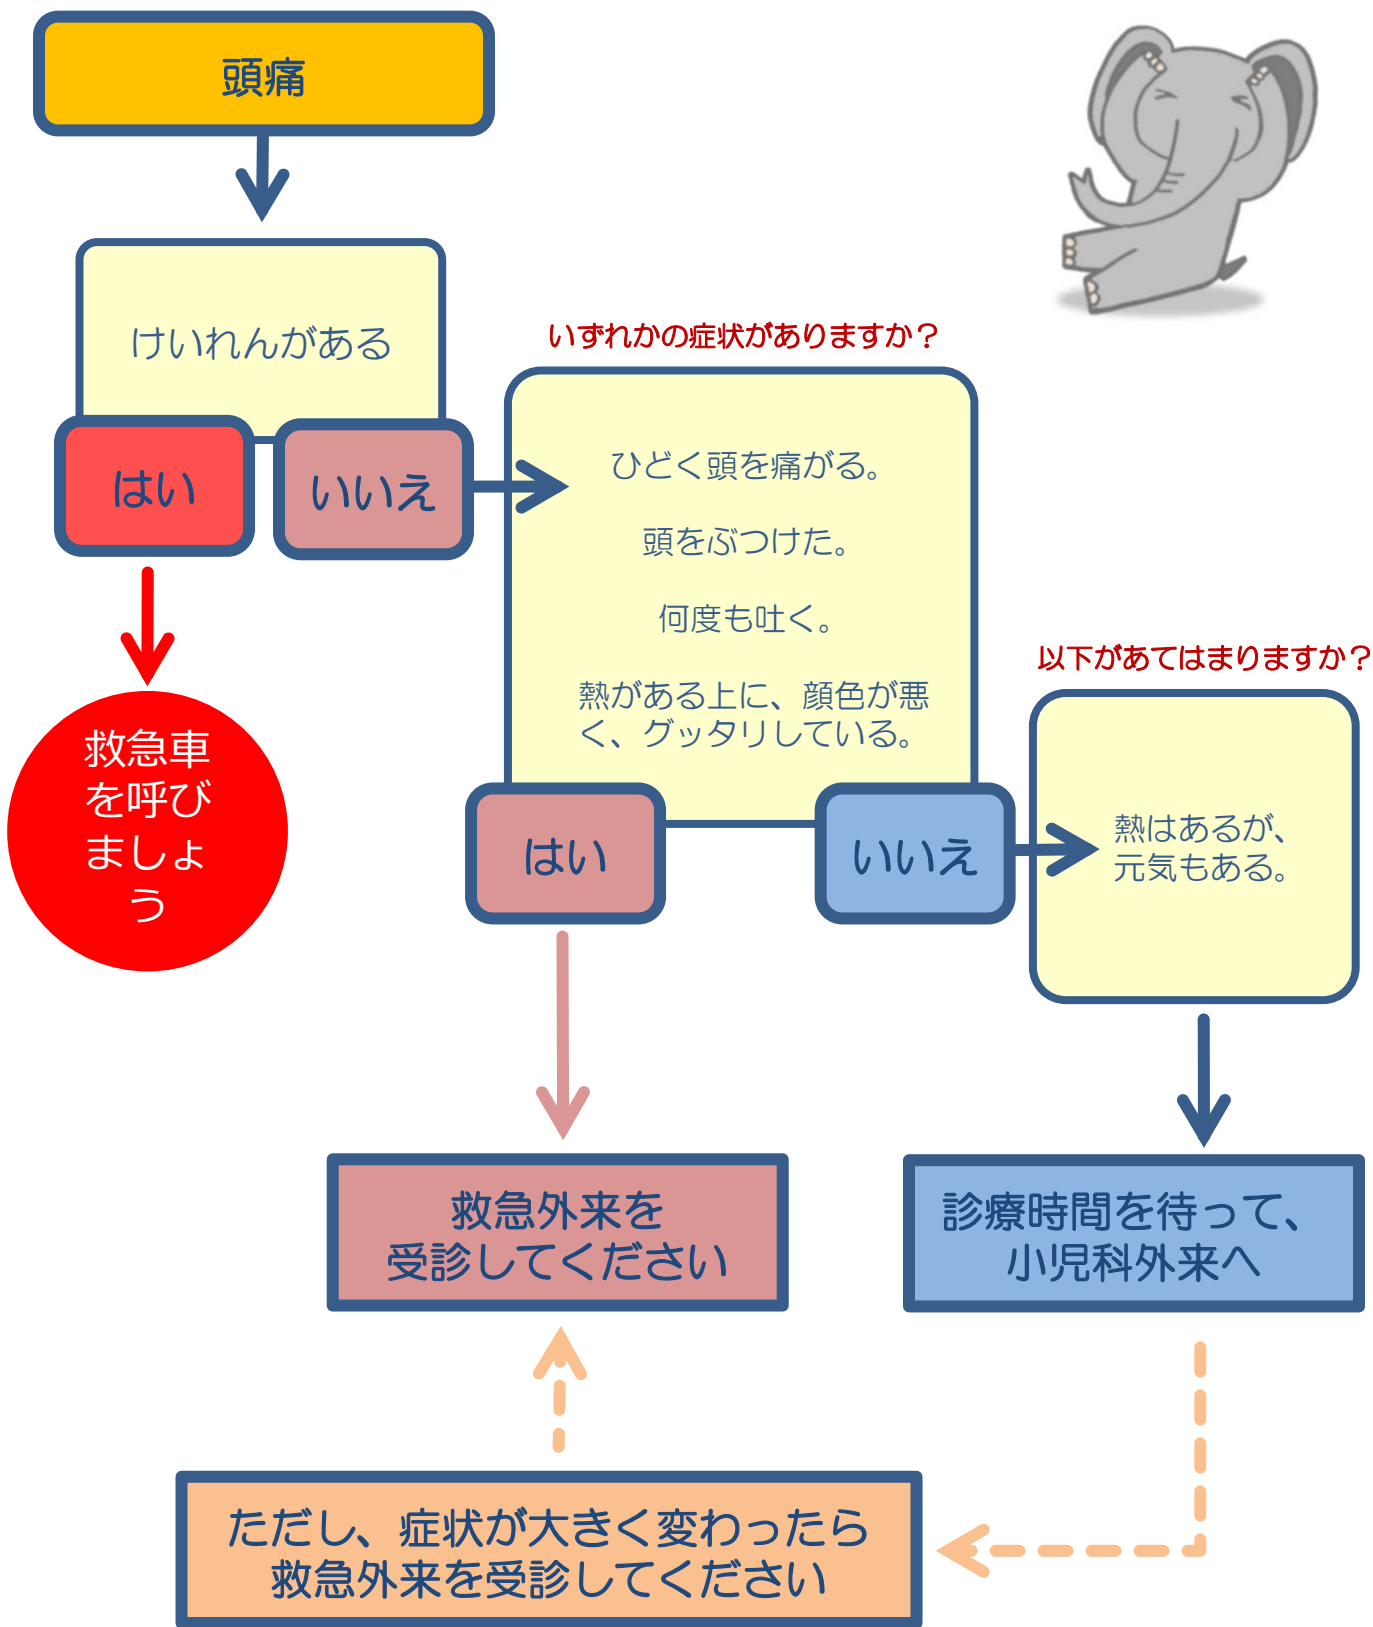 頭痛
けいれんがある
はい
いいえ
救急車
を呼び
ましょ
う
いずれかの症状がありますか？
ひどく頭を痛がる。
頭をぶつけた。
何度も吐く。
熱がある上に、顔色が悪
く、グッタリしている。
はい
いいえ
以下があてはまりますか？
熱はあるが、
元気もある。
救急外来を
受診してください
診療時間を待って、
小児科外来へ
ただし、症状が大きく変わったら
救急外来を受診してください